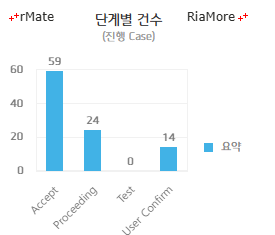 rMate 단계별 건수 RiaMore
(진행 Case)
60
59
40
24
20
14
0
0
요약
Accept
Proceeding
Test
User Confirm